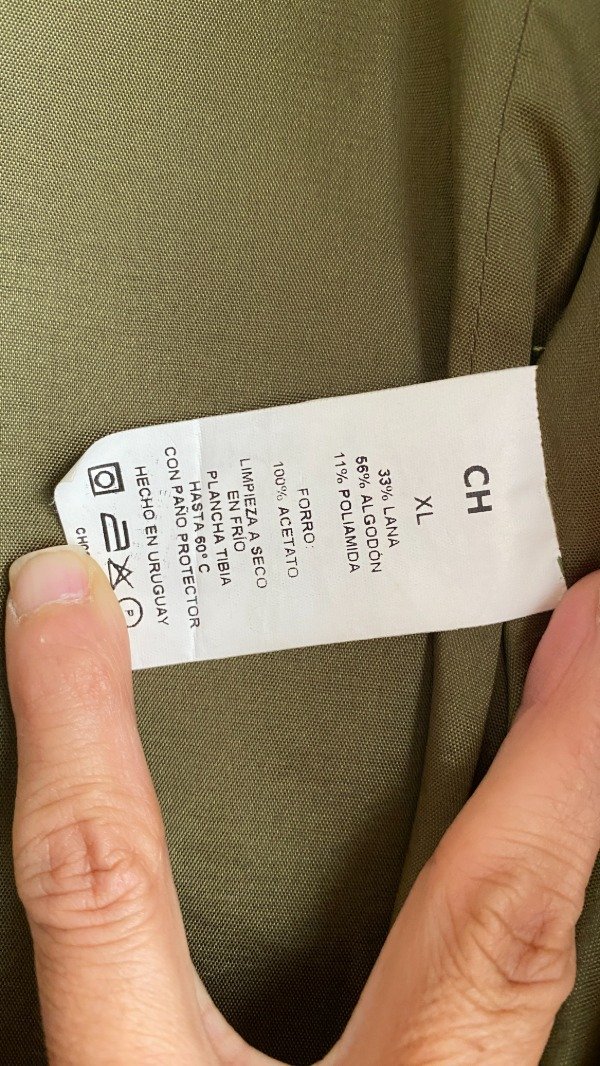 CH
XL
33% LANA
56% ALGODÓN
11% POLIAMIDA
FORRO:
100% ACETATO
LIMPIEZA A SECO
EN FRÍO
PLANCHA TIBIA
HASTA 60° C
CON PAÑO PROTECTOR
HECHO EN URUGUAY
P